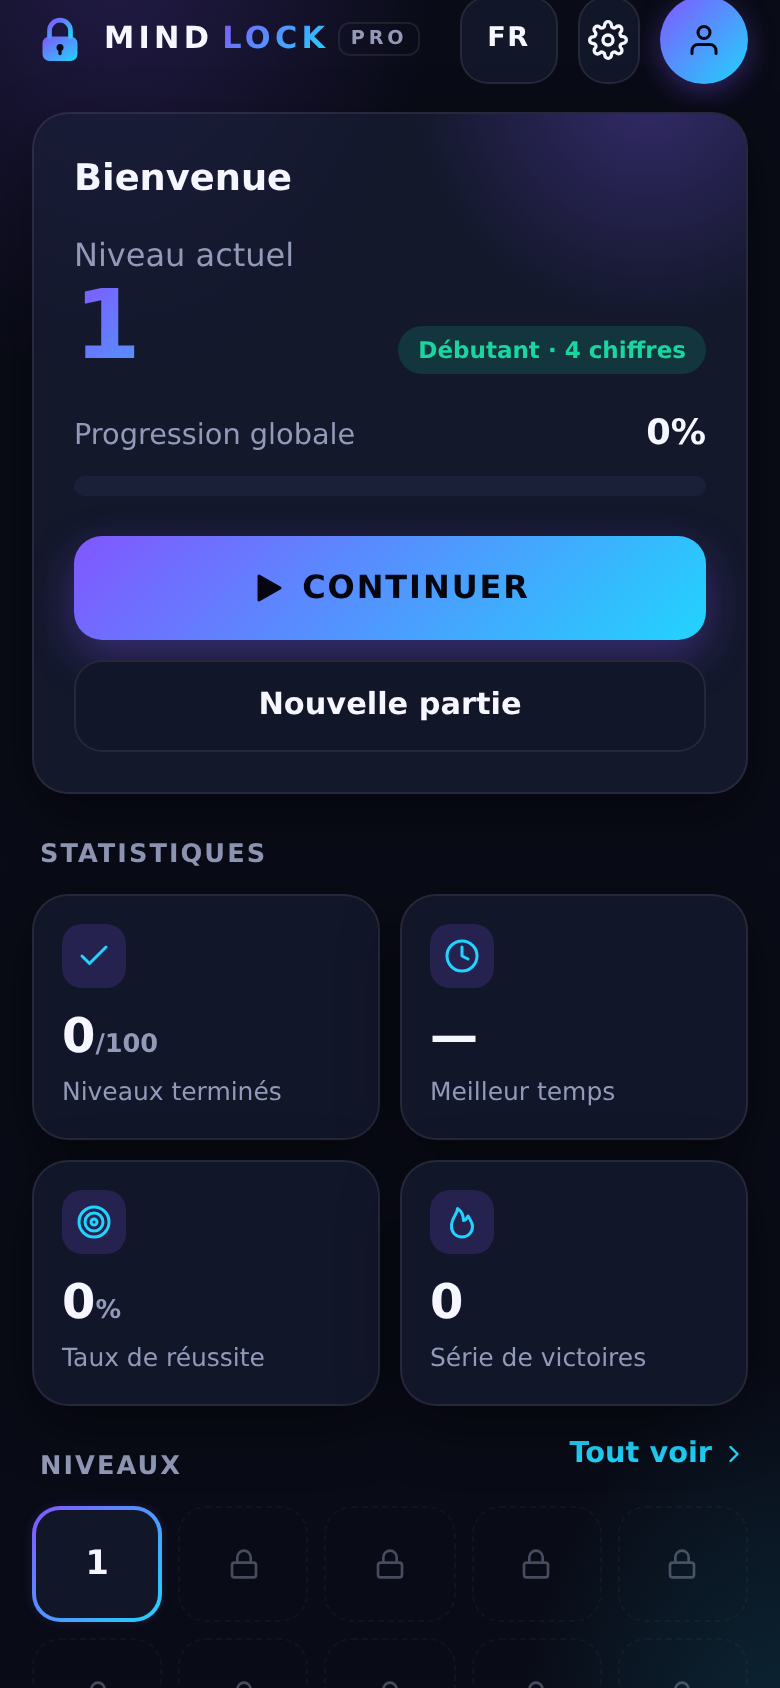 MIND LOCK PRO FR
Bienvenue
Niveau actuel
1
Débutant · 4 chiffres
Progression globale 0%
CONTINUER
Nouvelle partie
STATISTIQUES
0/100
Niveaux terminés
—
Meilleur temps
0%
Taux de réussite
0
Série de victoires
NIVEAUX
Tout voir
1